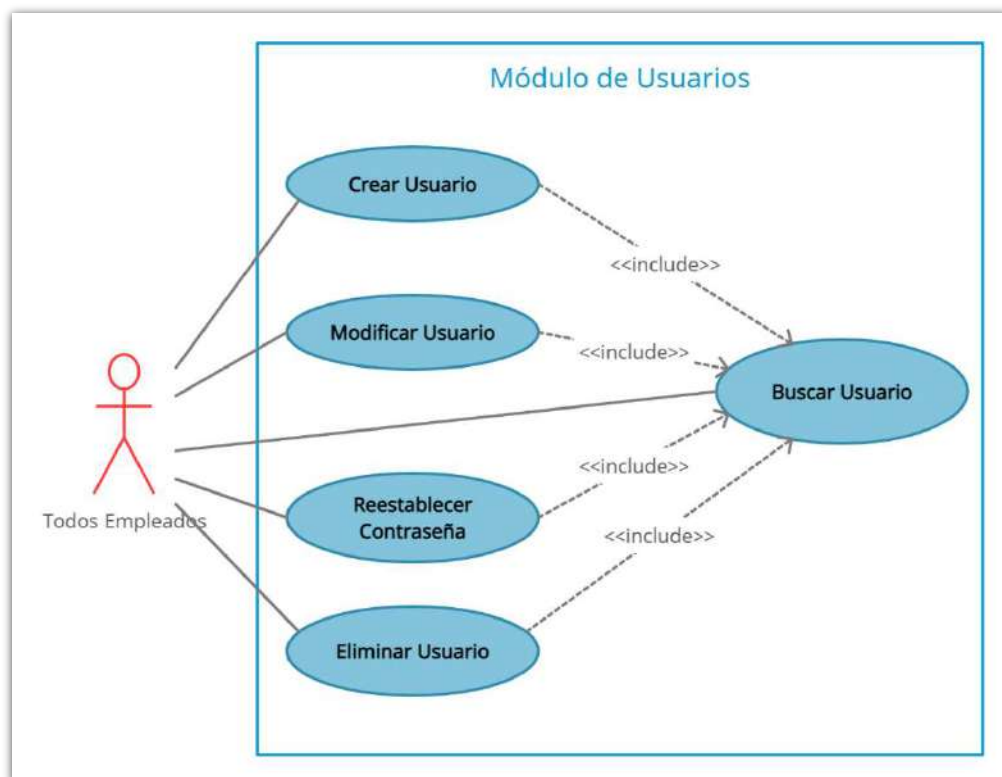 Módulo de Usuarios
Crear Usuario
<<include>>
Modificar Usuario
<<include>>
Buscar Usuario
<<include>>
Reestablecer
Contraseña
Todos Empleados
<<include>>
Eliminar Usuario